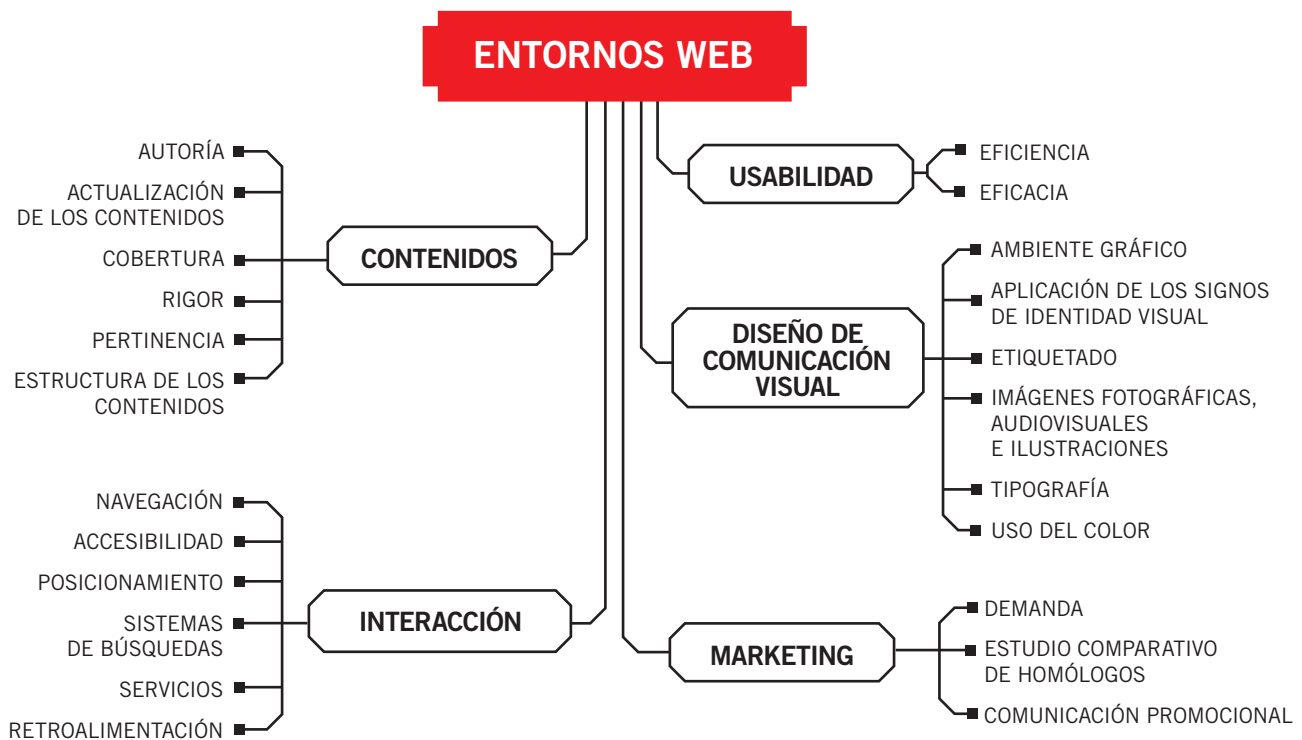 ENTORNOS WEB
AUTORÍA
ACTUALIZACIÓN
DE LOS CONTENIDOS
COBERTURA
RIGOR
PERTINENCIA
ESTRUCTURA DE LOS
CONTENIDOS
CONTENIDOS
NAVEGACIÓN
ACCESIBILIDAD
POSICIONAMIENTO
SISTEMAS
DE BÚSQUEDAS
SERVICIOS
RETROALIMENTACIÓN
INTERACCIÓN
USABILIDAD
EFICIENCIA
EFICACIA
DISEÑO DE
COMUNICACIÓN
VISUAL
AMBIENTE GRÁFICO
APLICACIÓN DE LOS SIGNOS
DE IDENTIDAD VISUAL
ETIQUETADO
IMÁGENES FOTOGRÁFICAS,
AUDIOVISUALES
E ILUSTRACIONES
TIPOGRAFÍA
USO DEL COLOR
MARKETING
DEMANDA
ESTUDIO COMPARATIVO
DE HOMÓLOGOS
COMUNICACIÓN PROMOCIONAL